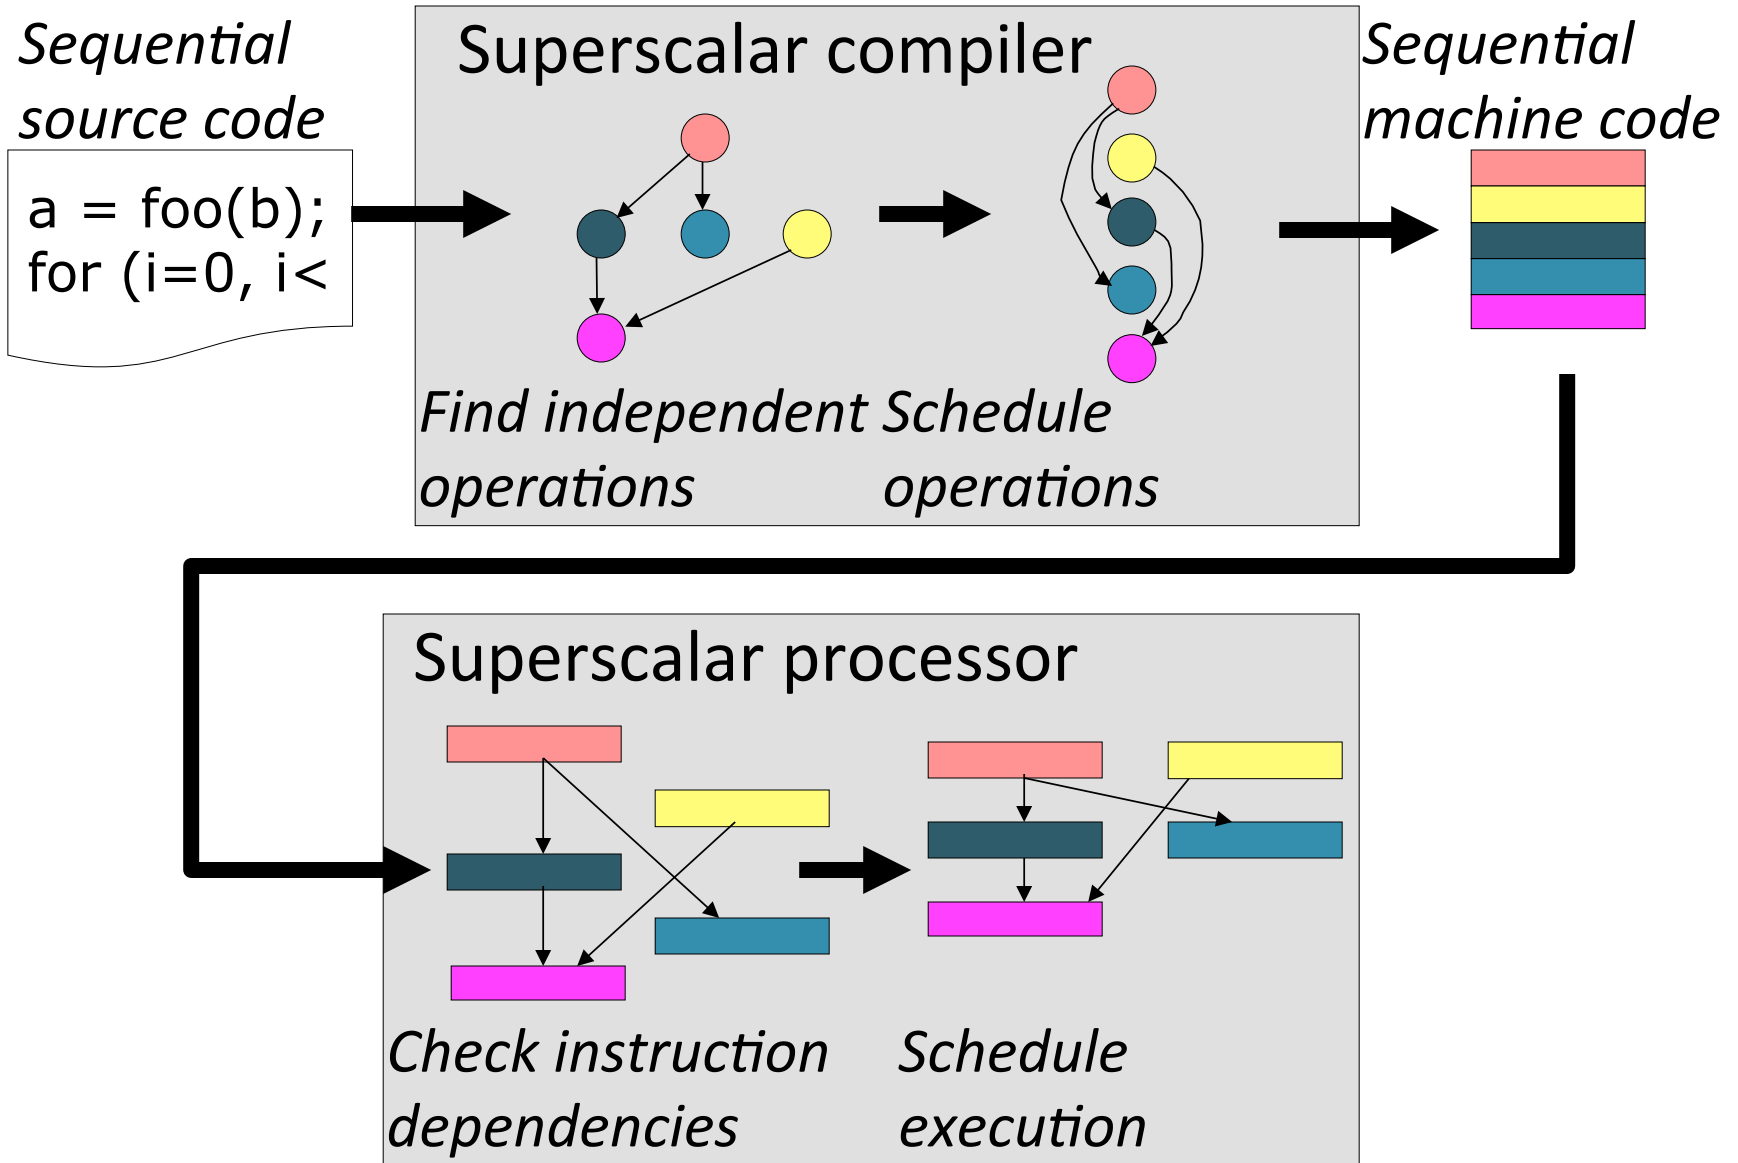 Sequential
source code
a = foo(b);
for (i=0, i<
Superscalar compiler
Find independent
operations
Schedule
operations
Sequential
machine code
Superscalar processor
Check instruction
dependencies
Schedule
execution